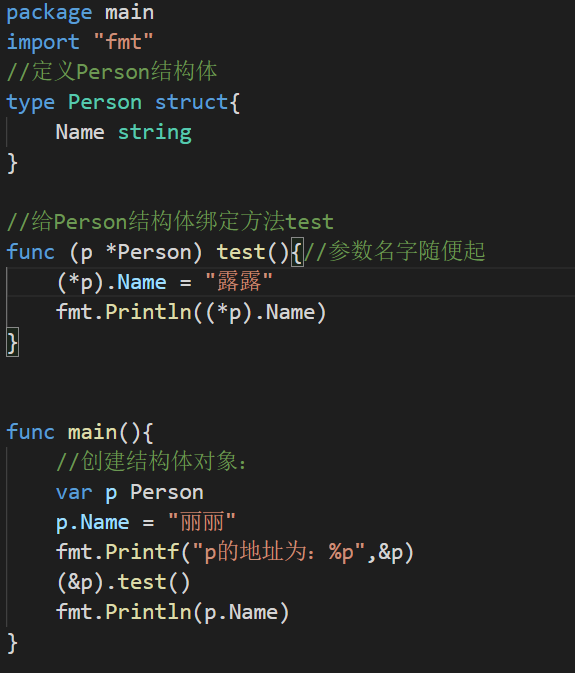 package main
import "fmt"
//定义Person结构体
type Person struct{
    Name string
}
//给Person结构体绑定方法test
func (p *Person) test(){//参数名字随便起
    (*p).Name = "露露"
    fmt.Println((*p).Name)
}
func main(){
    //创建结构体对象：
    var p Person
    p.Name = "丽丽"
    fmt.Printf("p的地址为：%p",&p)
    (&p).test()
    fmt.Println(p.Name)
}